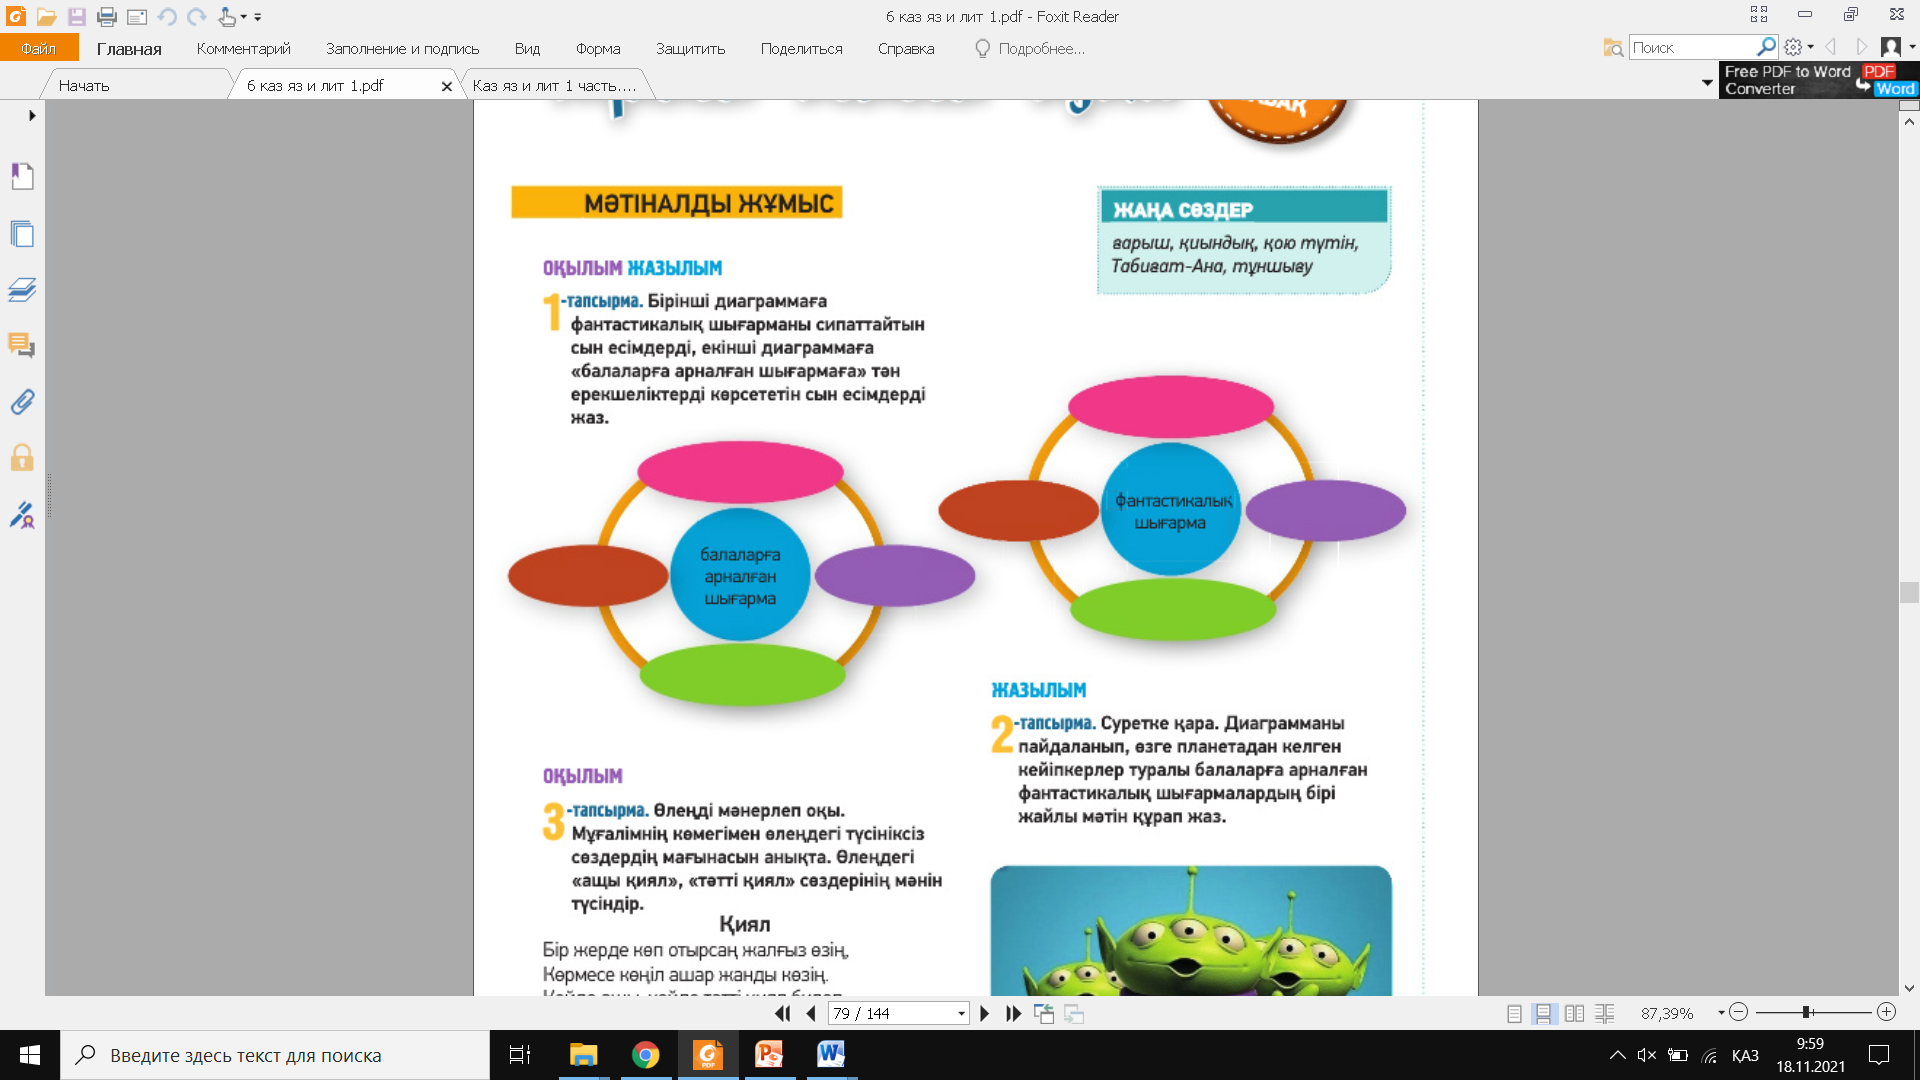 6 каз яз и лит 1.pdf - Foxit Reader
Файл Главная Комментарий Заполнение и подпись Вид Форма Защитить Поделиться Справка Подробнее... Поиск
Начать 6 каз яз и лит 1.pdf Каз яз и лит 1 часть....
Free PDF to Word Converter PDF Word
МӘТІНАЛДЫ ЖҰМЫС
ОҚЫЛЫМ ЖАЗЫЛЫМ
1-тапсырма. Бірінші диаграммаға
фантастикалық шығарманы сипаттайтын
сын есімдерді, екінші диаграммаға
«балаларға арналған шығармаға» тән
ерекшеліктерді көрсететін сын есімдерді
жаз.
балаларға
арналған
шығарма
ОҚЫЛЫМ
3-тапсырма. Өлеңді мәнерлеп оқы.
Мұғалімнің көмегімен өлеңдегі түсініксіз
сөздердің мағынасын анықта. Өлеңдегі
«ащы қиял», «тәтті қиял» сөздерінің мәнін
түсіндір.
Қиял
Бір жерде көп отырсаң жалғыз өзің,
Көрмесе көңіл ашар жанды көзің.
ЖАҢА СӨЗДЕР
ғарыш, қиындық, қою түтін,
Табиғат-Ана, тұншығу
фантастикалық
шығарма
ЖАЗЫЛЫМ
2-тапсырма. Суретке қара. Диаграмманы
пайдаланып, өзге планетадан келген
кейіпкерлер туралы балаларға арналған
фантастикалық шығармалардың бірі
жайлы мәтін құрап жаз.
79 / 144
87,39%
Введите здесь текст для поиска
ҚАЗ
9:59
18.11.2021